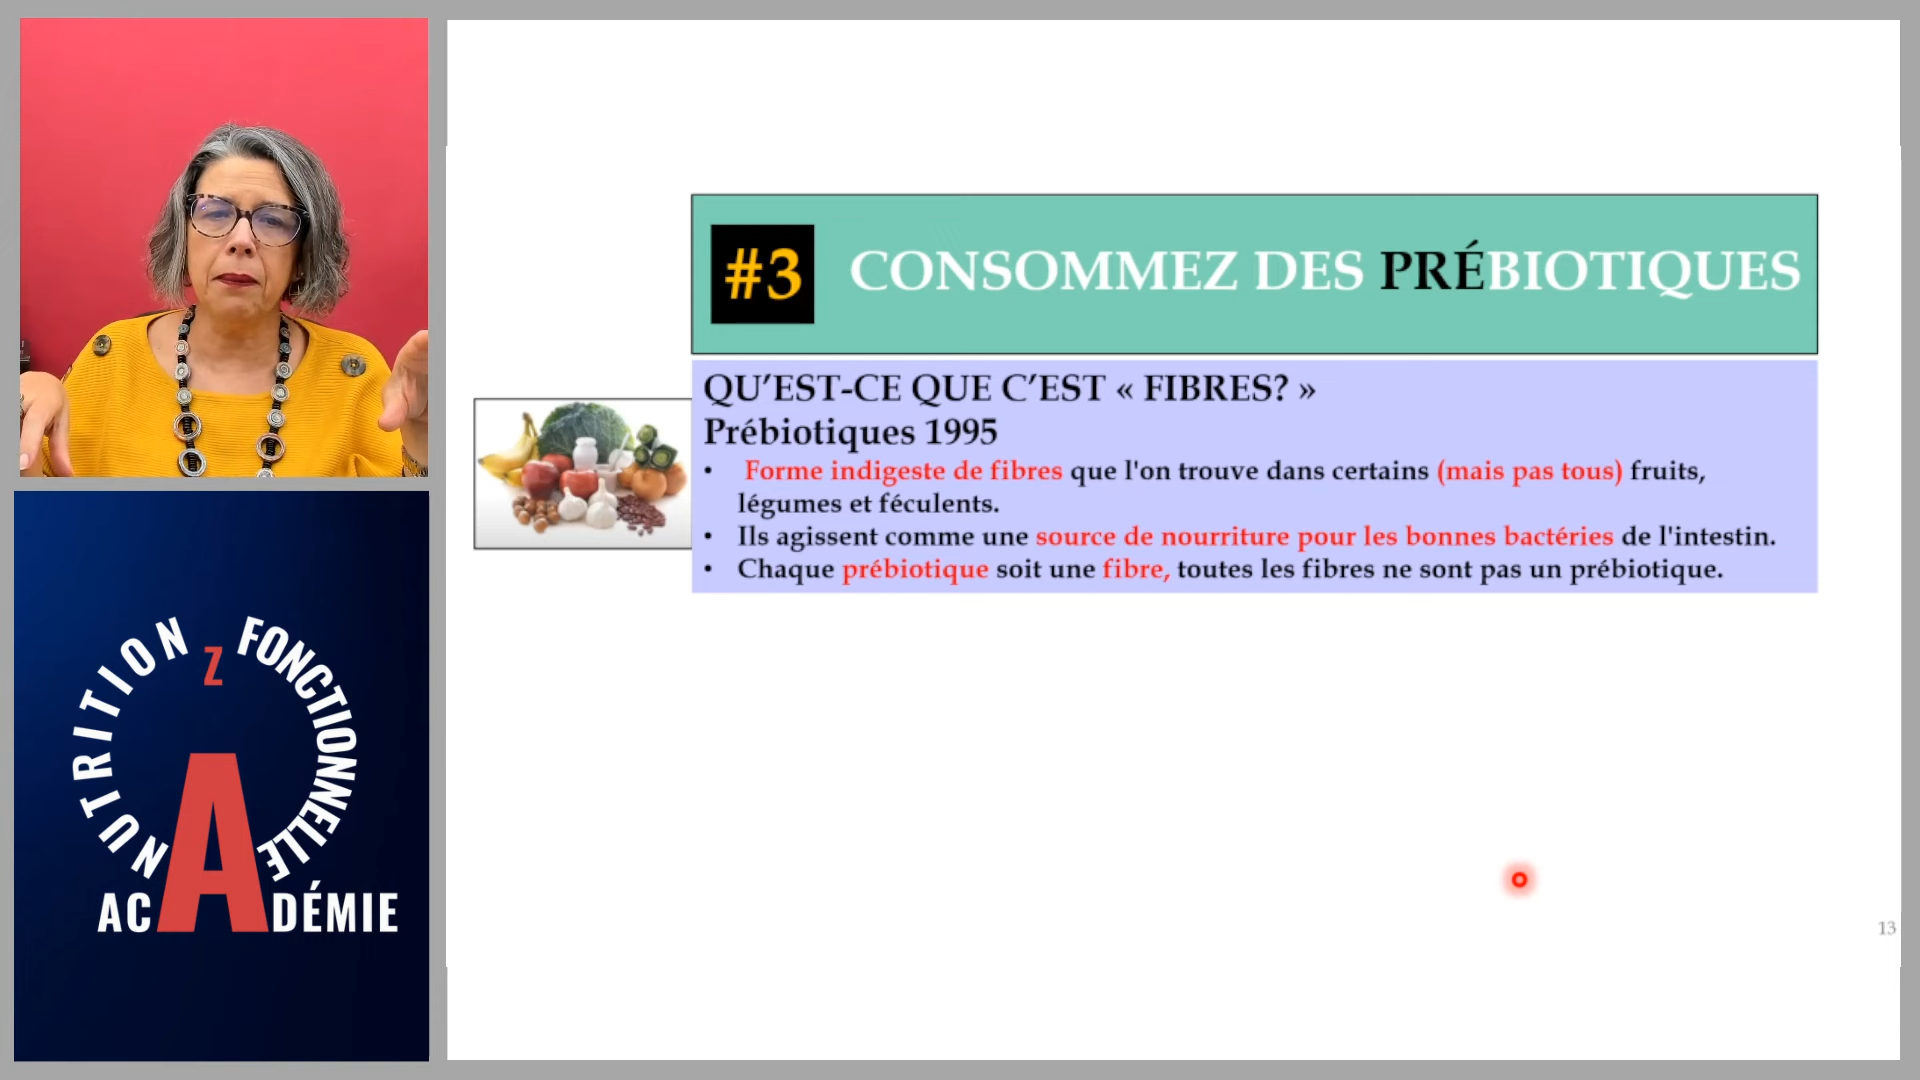 #3 CONSOMMEZ DES PRÉBIOTIQUES
QU'EST-CE QUE C'EST « FIBRES? »
Prébiotiques 1995
• Forme indigeste de fibres que l'on trouve dans certains (mais pas tous) fruits,
légumes et féculents.
• Ils agissent comme une source de nourriture pour les bonnes bactéries de l'intestin.
• Chaque prébiotique soit une fibre, toutes les fibres ne sont pas un prébiotique.
13
NUTRITION Z FONCTIONNELLE
ACADÉMIE